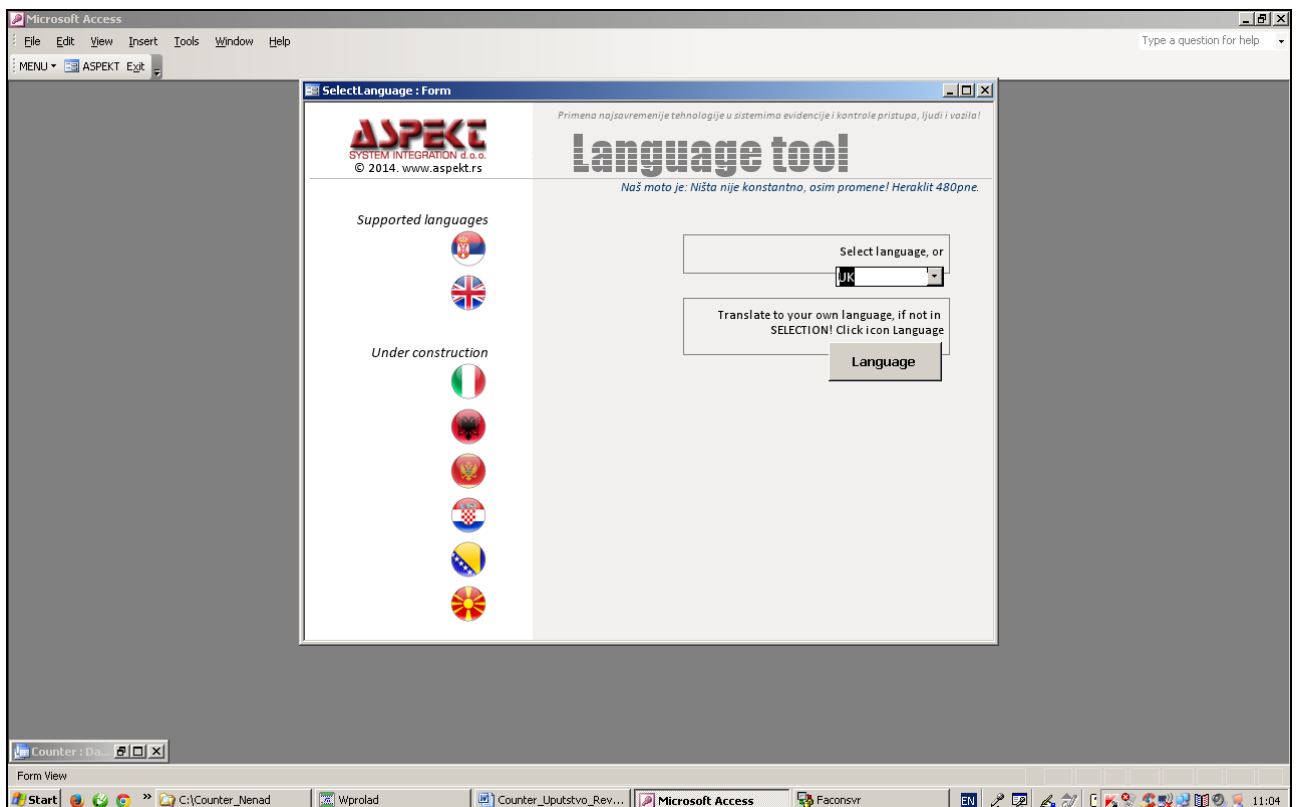 Microsoft Access
File Edit View Insert Tools Window Help
Type a question for help
MENU ASPEKT Exit
SelectLanguage : Form
Primena najsavremenije tehnologije u sistemima evidencije i kontrole pristupa, ljudi i vozila!
ASPEKT
SYSTEM INTEGRATION d.o.o.
© 2014. www.aspekt.rs
Language tool
Naš moto je: Ništa nije konstantno, osim promene! Heraklit 480pne.
Supported languages
Select language, or
UK
Translate to your own language, if not in
SELECTION! Click icon Language
Language
Under construction
Counter : Da...
Form View
Start » C:\Counter_Nenad Wprolad Counter_Uputstvo_Rev... Microsoft Access Faconsvr EN 11:04